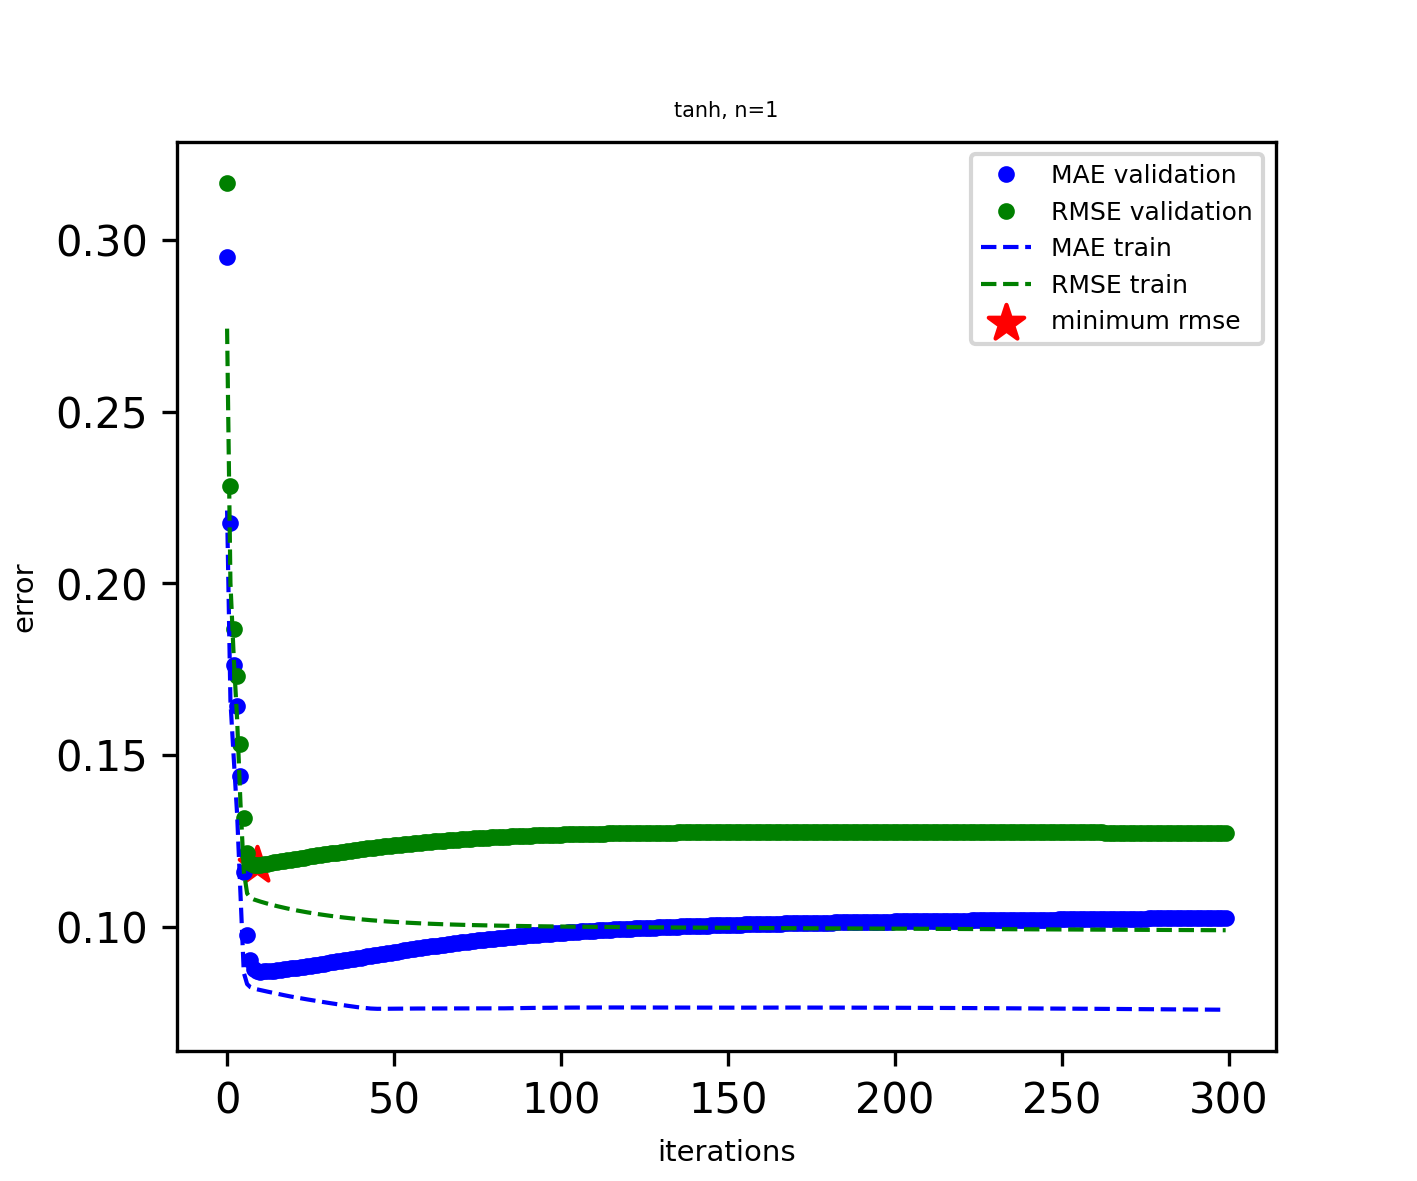 tanh, n=1
MAE validation
RMSE validation
MAE train
RMSE train
minimum rmse
0.30
0.25
0.20
0.15
0.10
error
0 50 100 150 200 250 300
iterations